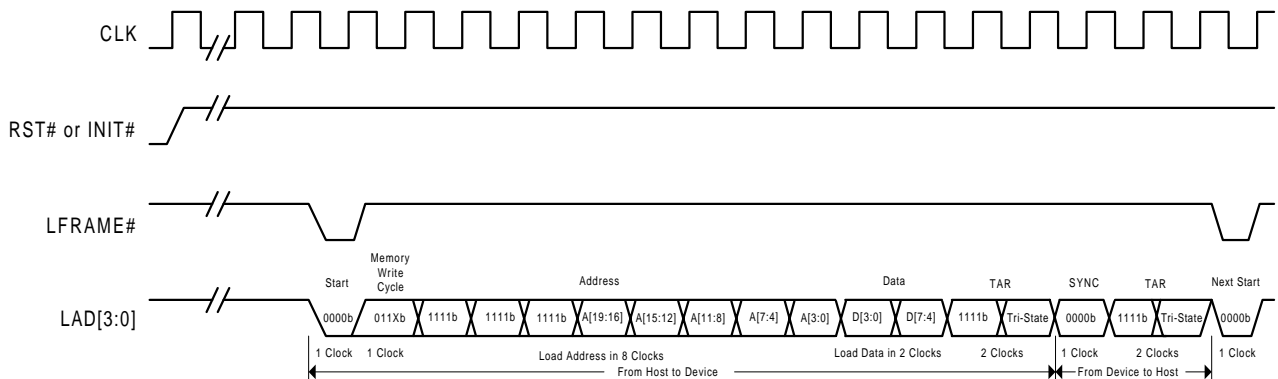 CLK
RST# or INIT#
LFRAME#
LAD[3:0]
Start
Memory
Write
Cycle
Address
Data
TAR
SYNC
TAR
Next Start
0000b
011Xb
1111b
1111b
1111b
A[19:16]
A[15:12]
A[11:8]
A[7:4]
A[3:0]
D[3:0]
D[7:4]
1111b
Tri-State
0000b
1111b
Tri-State
0000b
1 Clock
1 Clock
Load Address in 8 Clocks
Load Data in 2 Clocks
2 Clocks
1 Clock
2 Clocks
1 Clock
From Host to Device
From Device to Host